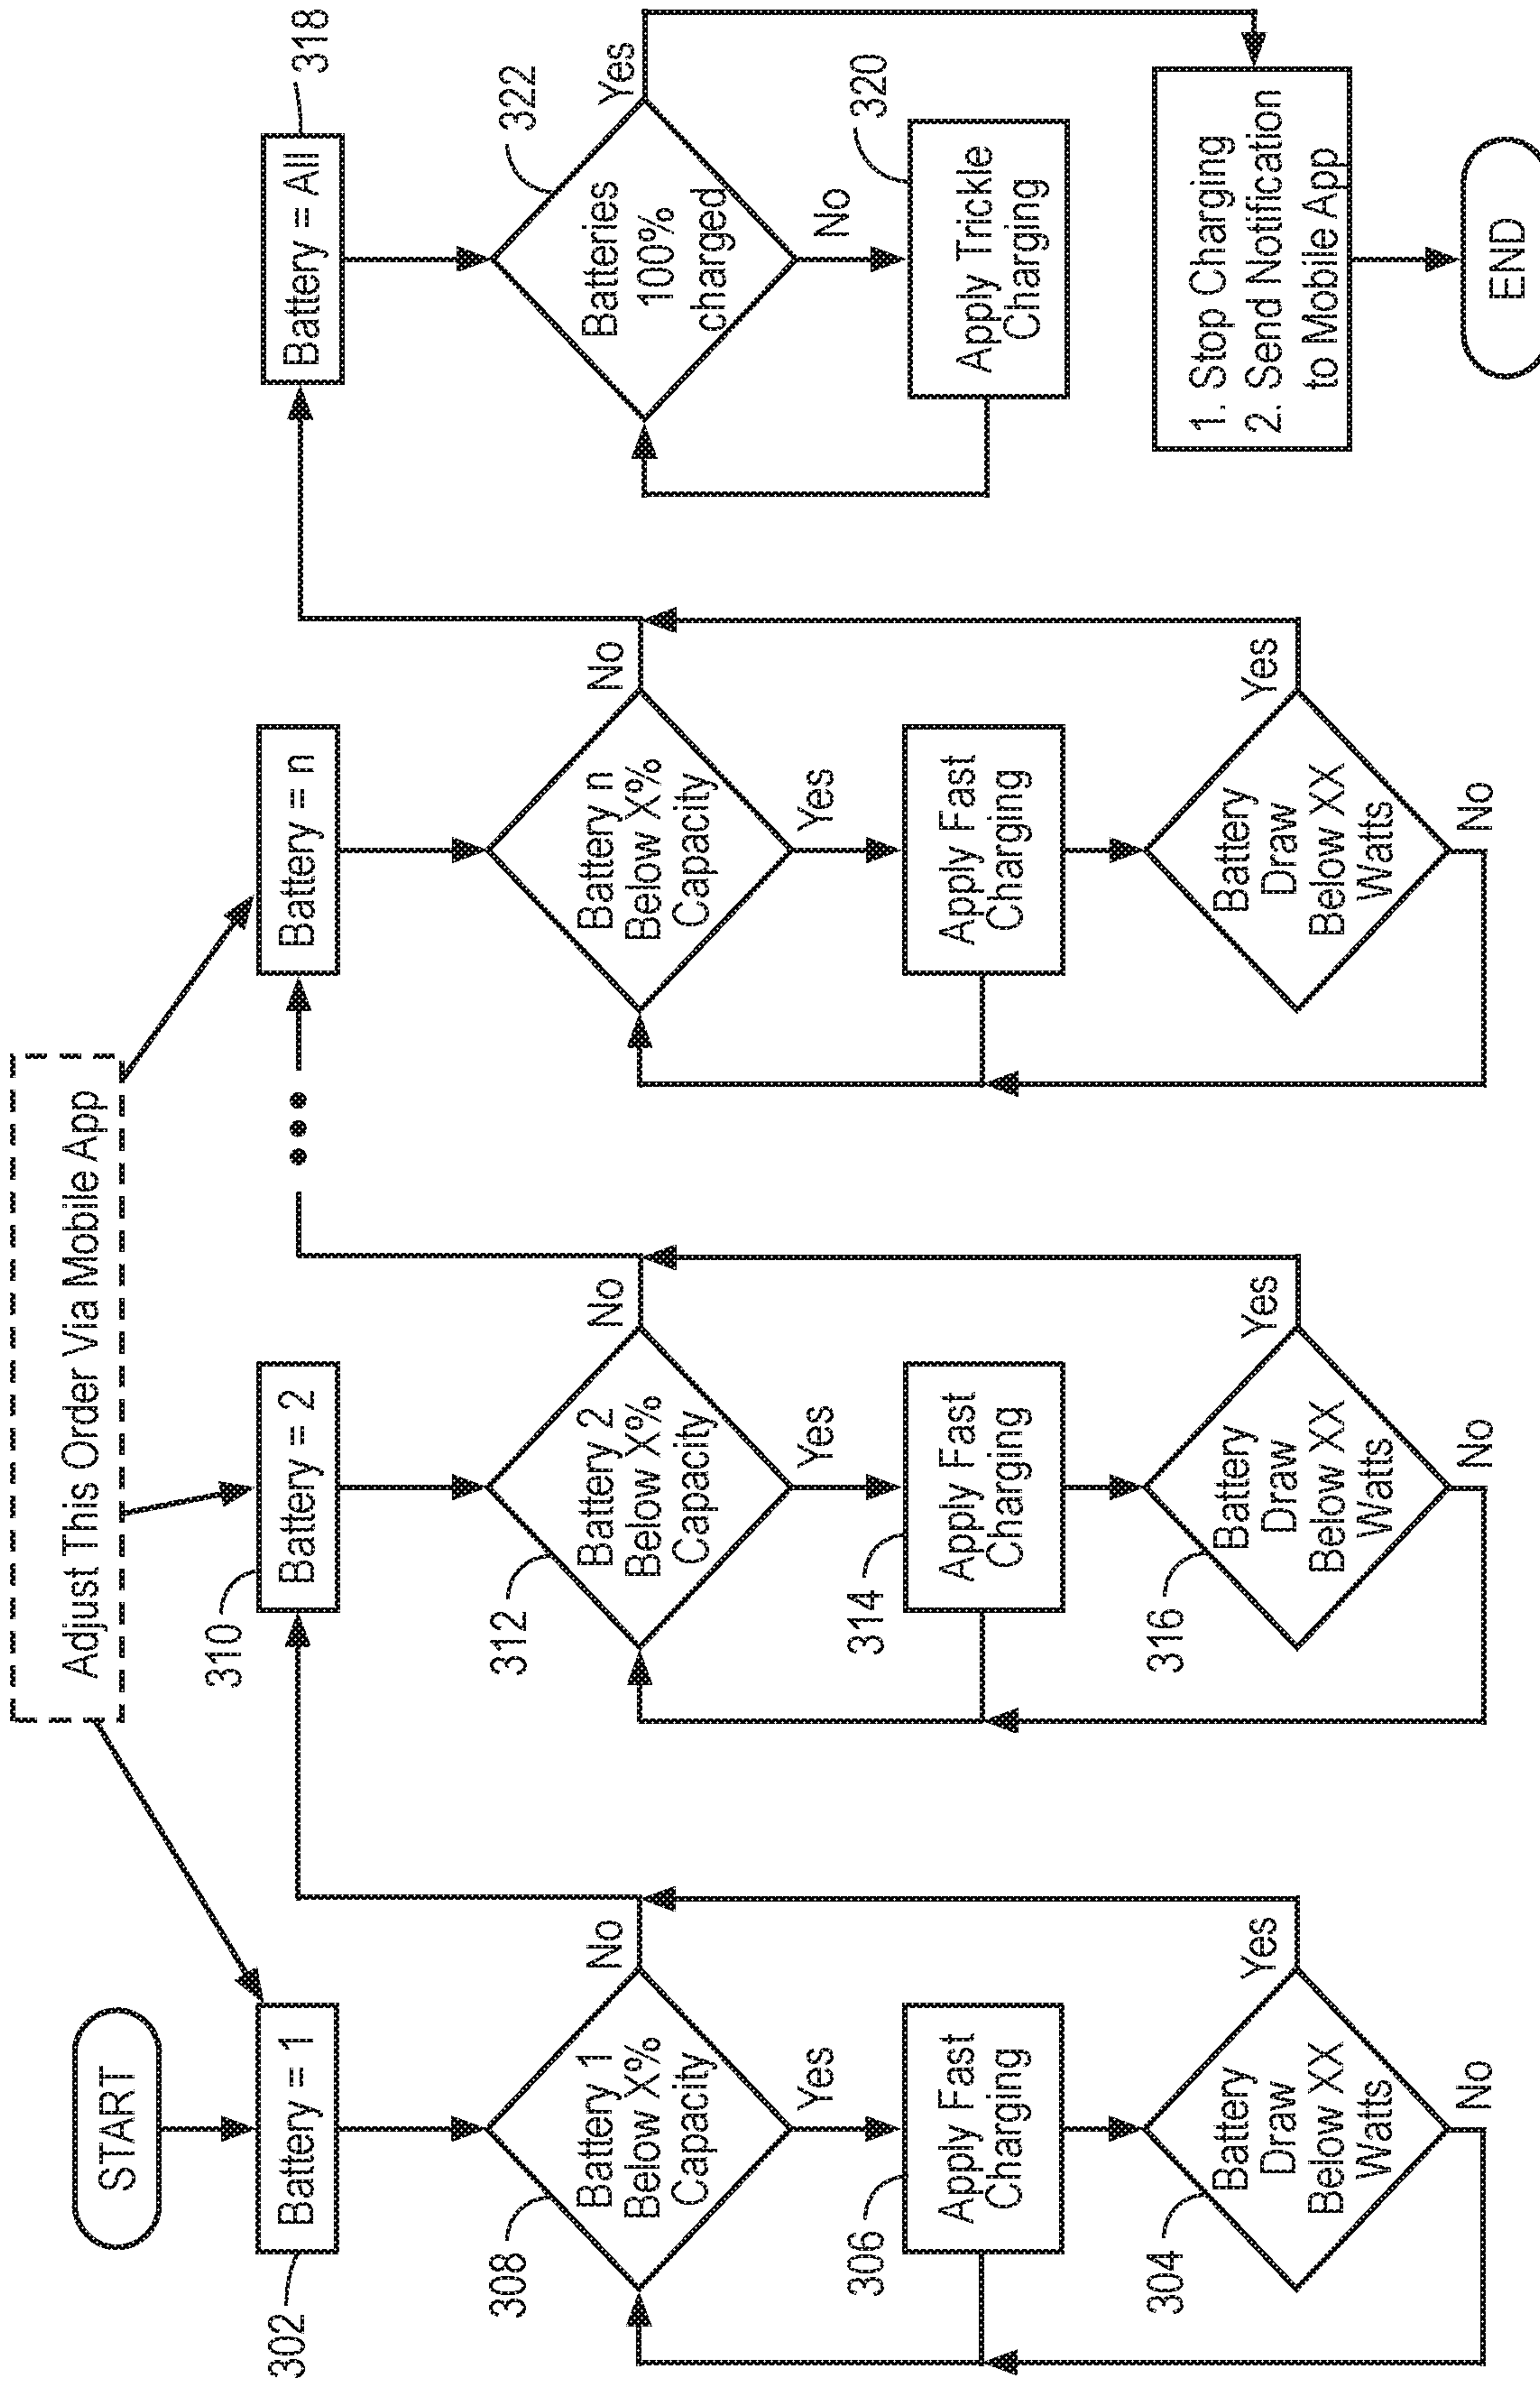 Adjust This Order Via Mobile App
START
302
Battery = 1
308
Battery 1
Below X%
Capacity
No
Yes
306
Apply Fast
Charging
304
Battery
Draw
Below XX
Watts
Yes
No
310
Battery = 2
312
Battery 2
Below X%
Capacity
No
Yes
314
Apply Fast
Charging
316
Battery
Draw
Below XX
Watts
Yes
No
Battery = n
Battery n
Below X%
Capacity
No
Yes
Apply Fast
Charging
Battery
Draw
Below XX
Watts
Yes
No
318
Battery = All
322
Batteries
100%
charged
Yes
No
320
Apply Trickle
Charging
1. Stop Charging
2. Send Notification
to Mobile App
END